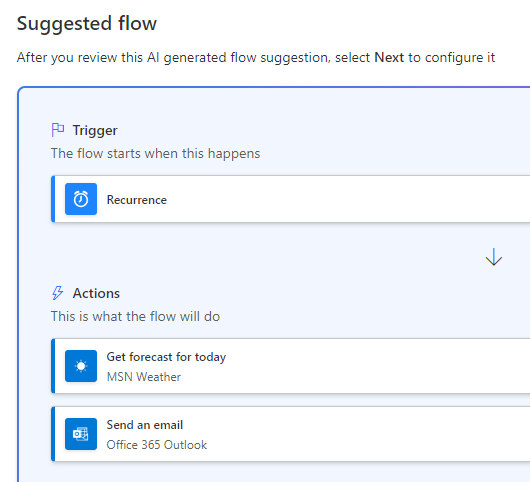 Suggested flow
After you review this AI generated flow suggestion, select Next to configure it
Trigger
The flow starts when this happens
Recurrence
Actions
This is what the flow will do
Get forecast for today
MSN Weather
Send an email
Office 365 Outlook